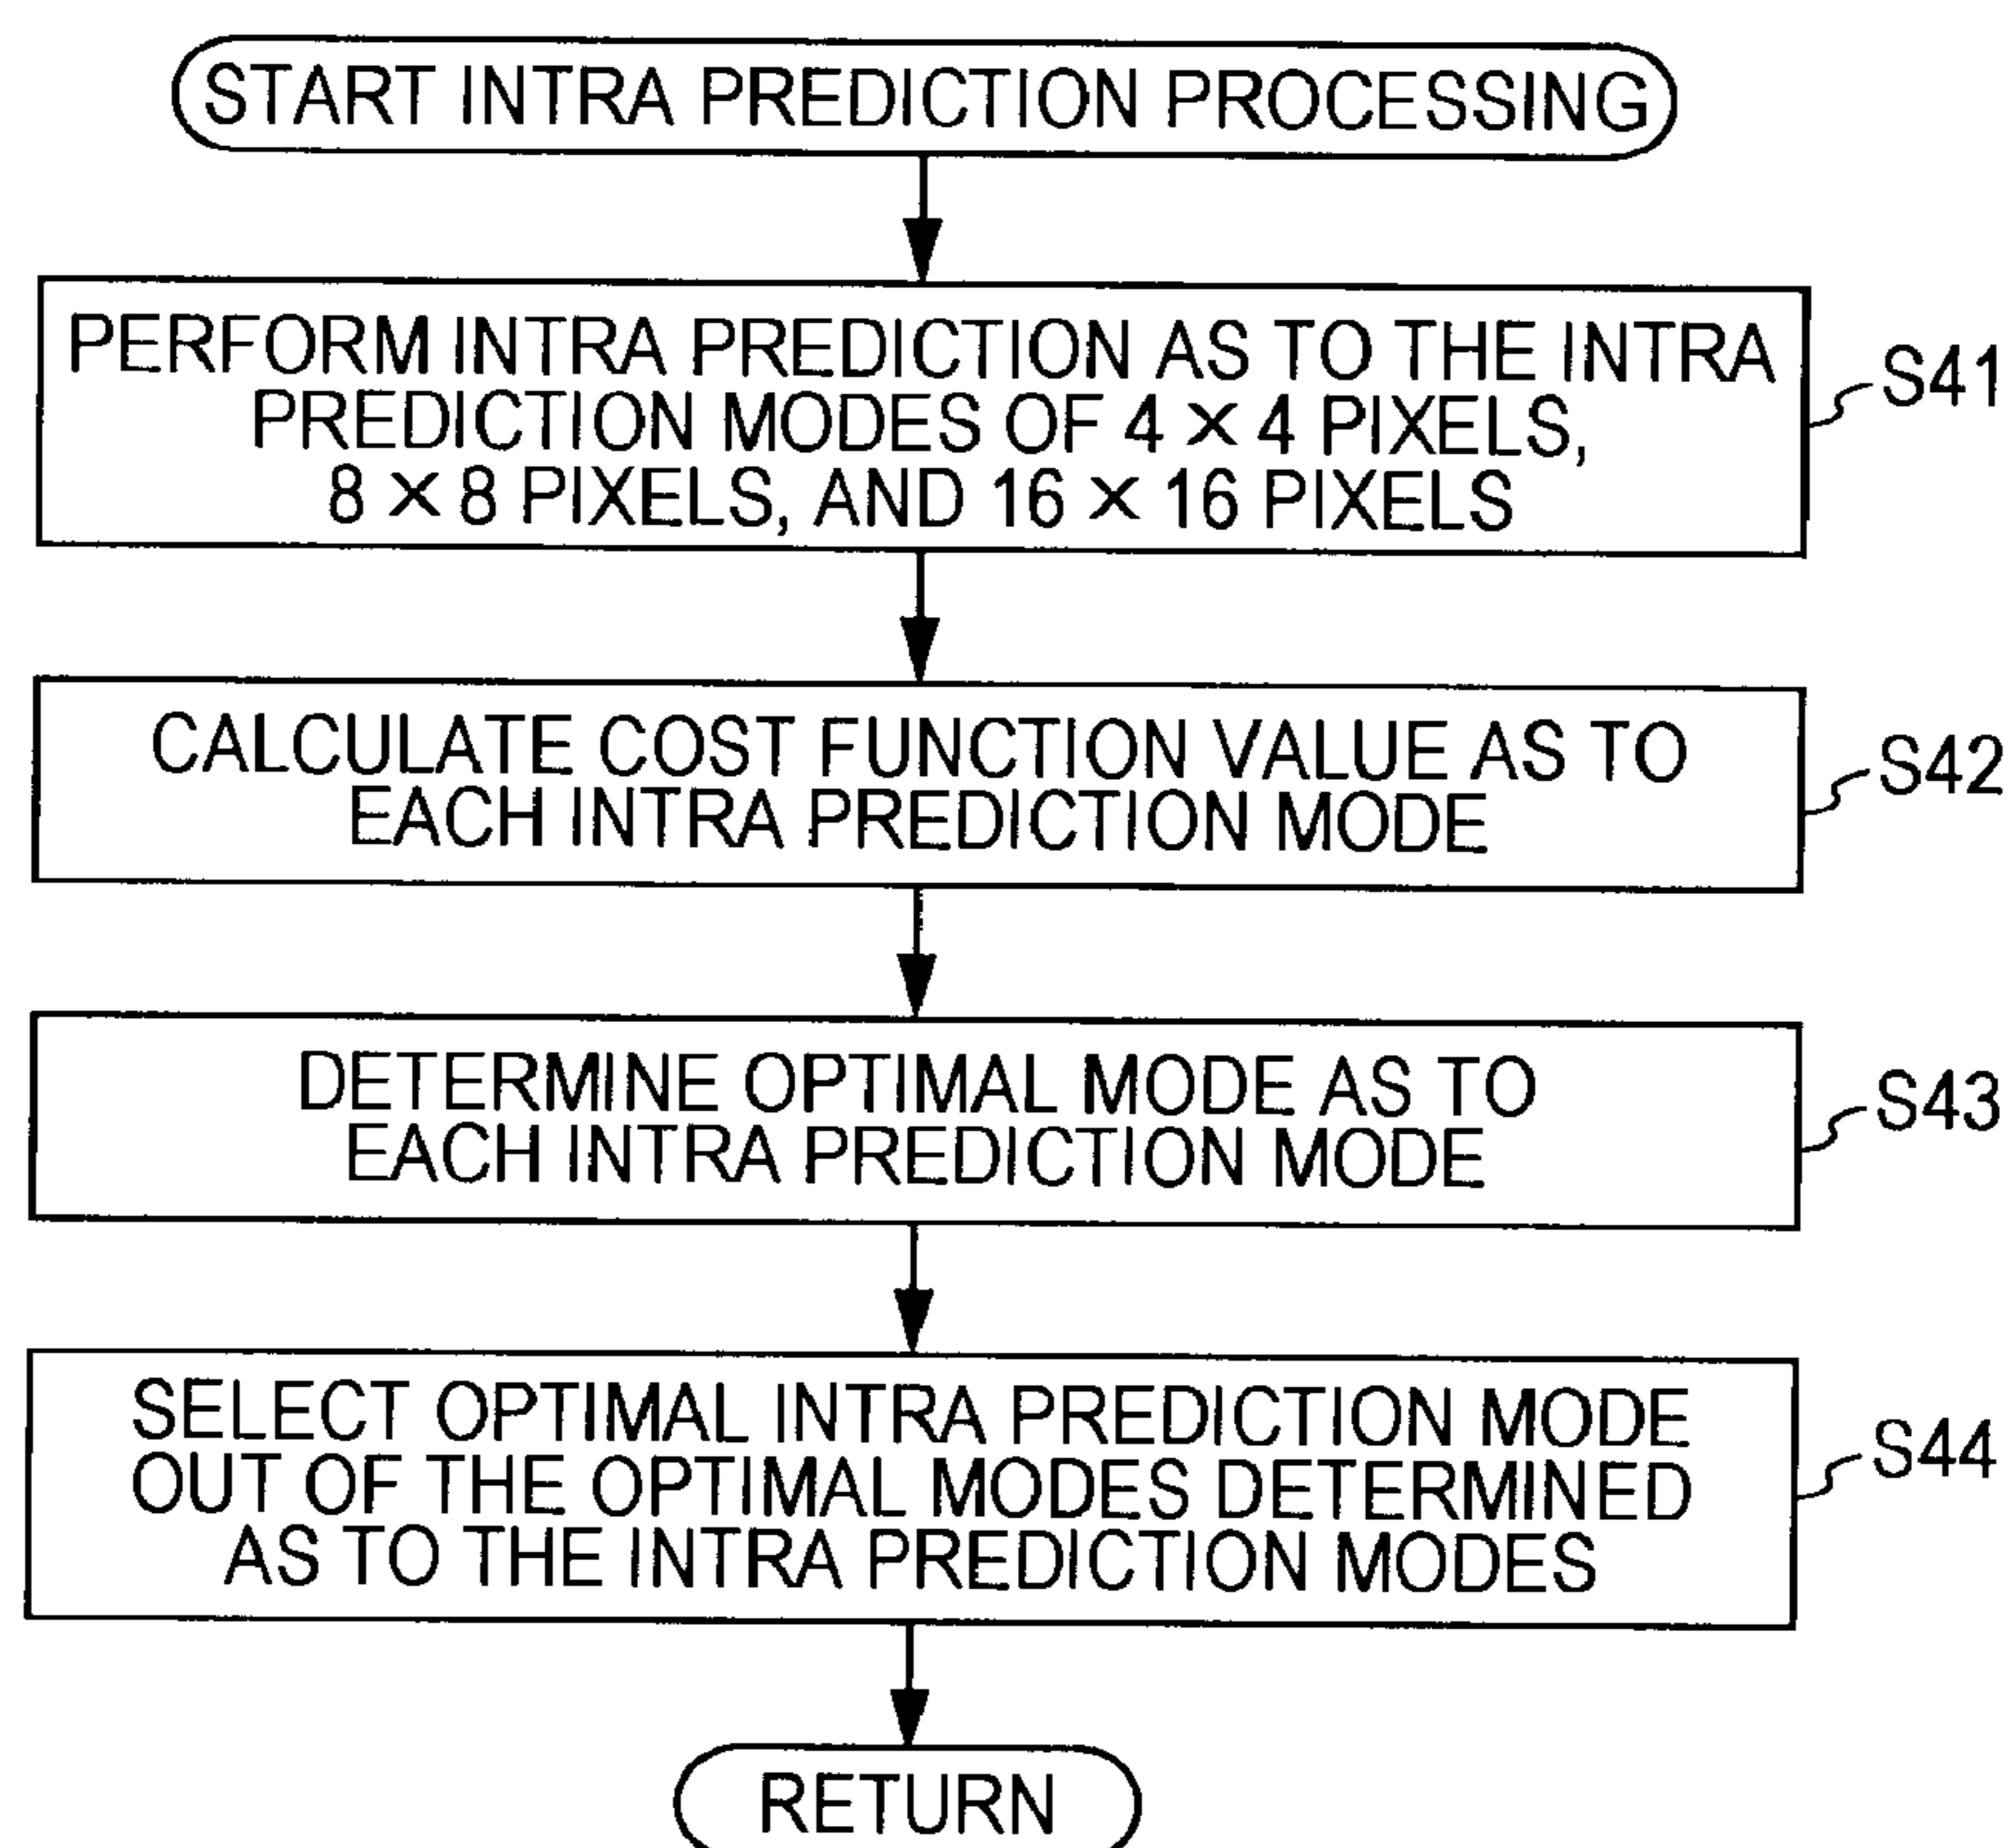 START INTRA PREDICTION PROCESSING
PERFORM INTRA PREDICTION AS TO THE INTRA
PREDICTION MODES OF 4 × 4 PIXELS,
8 × 8 PIXELS, AND 16 × 16 PIXELS
S41
CALCULATE COST FUNCTION VALUE AS TO
EACH INTRA PREDICTION MODE
S42
DETERMINE OPTIMAL MODE AS TO
EACH INTRA PREDICTION MODE
S43
SELECT OPTIMAL INTRA PREDICTION MODE
OUT OF THE OPTIMAL MODES DETERMINED
AS TO THE INTRA PREDICTION MODES
S44
RETURN